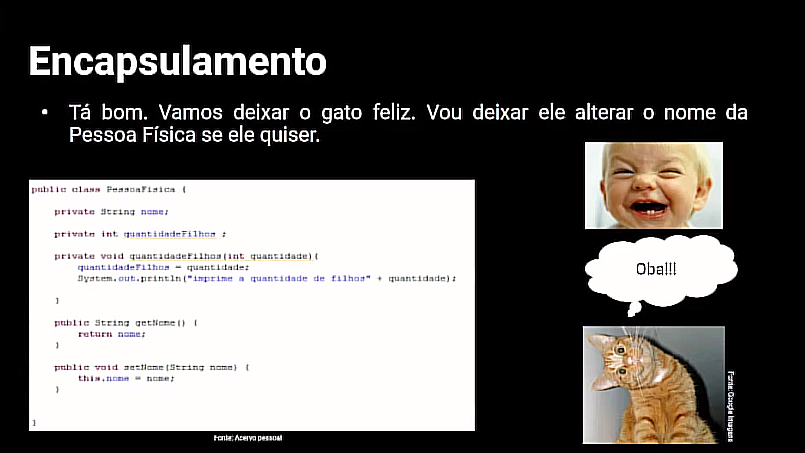 Encapsulamento
• Tá bom. Vamos deixar o gato feliz. Vou deixar ele alterar o nome da
Pessoa Física se ele quiser.
public class PessoaFisica {
private String nome;
private int quantidadeFilhos ;
private void quantidadeFilhos(int quantidade){
quantidadeFilhos = quantidade;
System.out.println("imprime a quantidade de filhos" + quantidade);
}
public String getNome() {
return nome;
}
public void setNome(String nome) {
this.nome = nome;
}
}
Fonte: Acervo pessoal
Oba!!!
Fonte: Google Imagens